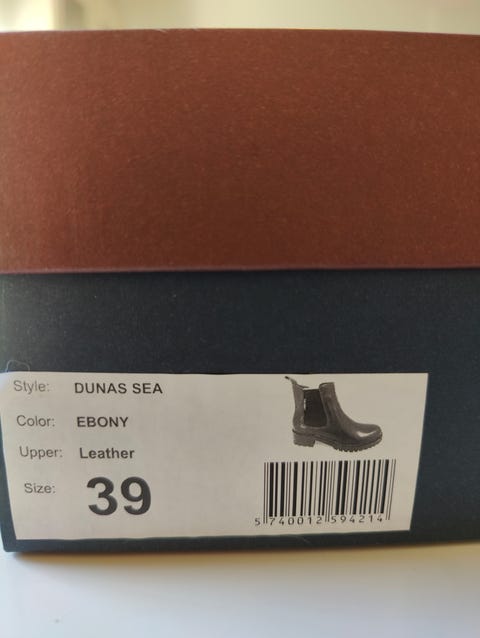 Style: DUNAS SEA
Color: EBONY
Upper: Leather
Size: 39
5 740012 594214